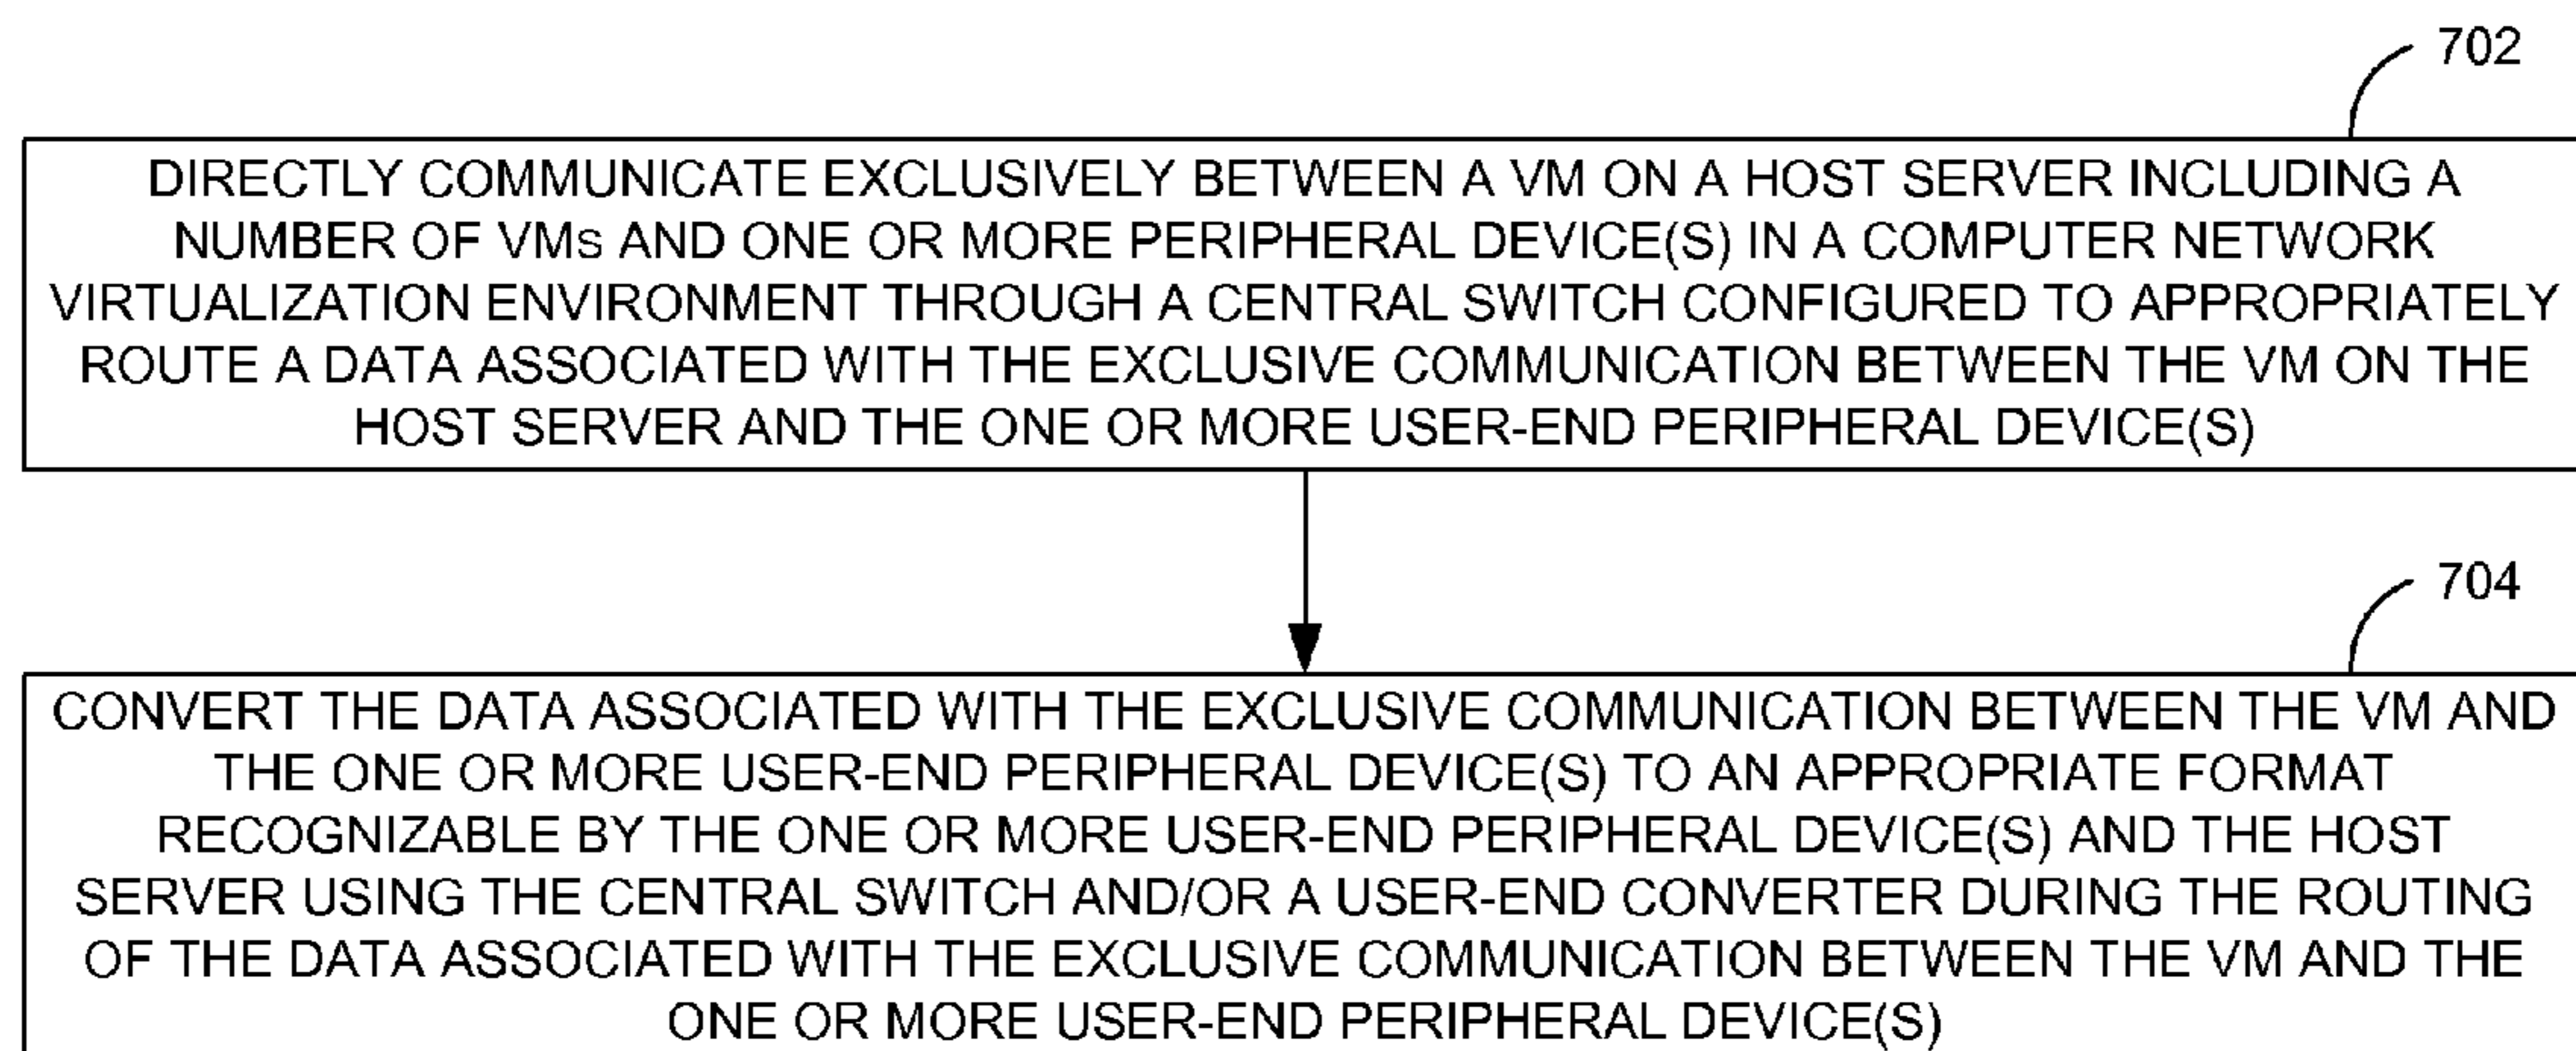 702
DIRECTLY COMMUNICATE EXCLUSIVELY BETWEEN A VM ON A HOST SERVER INCLUDING A
NUMBER OF VMs AND ONE OR MORE PERIPHERAL DEVICE(S) IN A COMPUTER NETWORK
VIRTUALIZATION ENVIRONMENT THROUGH A CENTRAL SWITCH CONFIGURED TO APPROPRIATELY
ROUTE A DATA ASSOCIATED WITH THE EXCLUSIVE COMMUNICATION BETWEEN THE VM ON THE
HOST SERVER AND THE ONE OR MORE USER-END PERIPHERAL DEVICE(S)
704
CONVERT THE DATA ASSOCIATED WITH THE EXCLUSIVE COMMUNICATION BETWEEN THE VM AND
THE ONE OR MORE USER-END PERIPHERAL DEVICE(S) TO AN APPROPRIATE FORMAT
RECOGNIZABLE BY THE ONE OR MORE USER-END PERIPHERAL DEVICE(S) AND THE HOST
SERVER USING THE CENTRAL SWITCH AND/OR A USER-END CONVERTER DURING THE ROUTING
OF THE DATA ASSOCIATED WITH THE EXCLUSIVE COMMUNICATION BETWEEN THE VM AND THE
ONE OR MORE USER-END PERIPHERAL DEVICE(S)